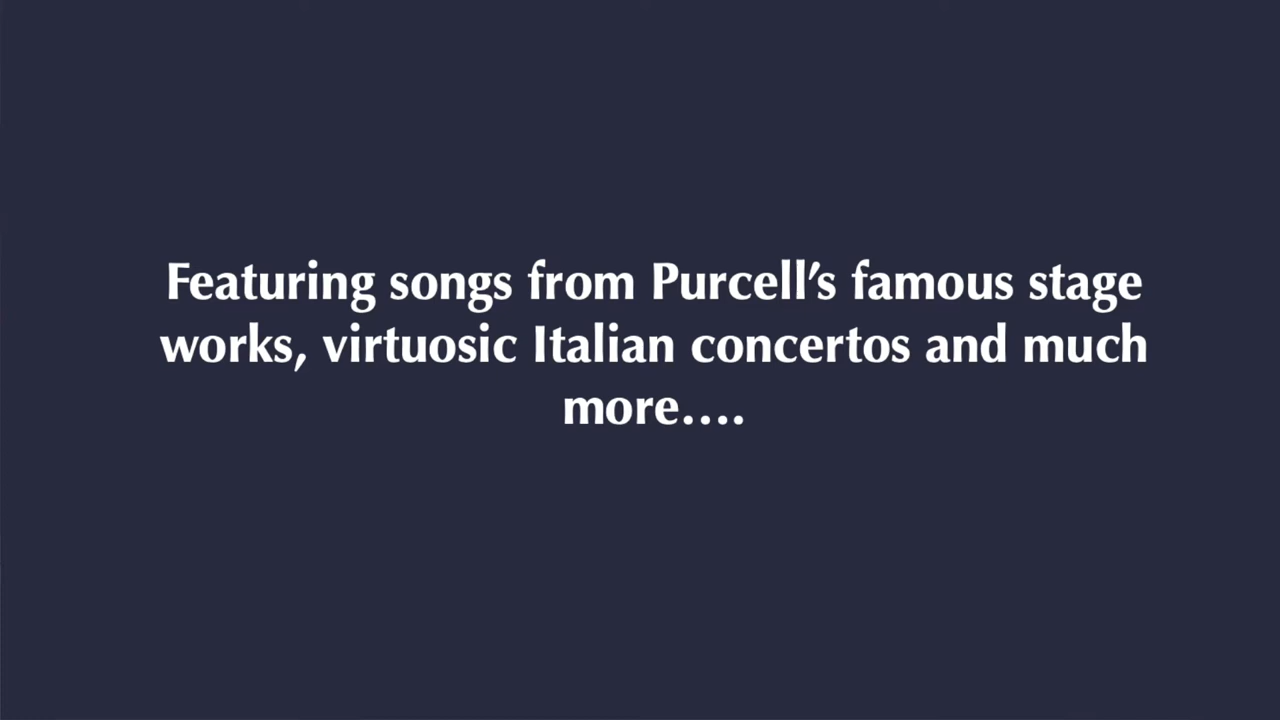 Featuring songs from Purcell’s famous stage
works, virtuosic Italian concertos and much
more....